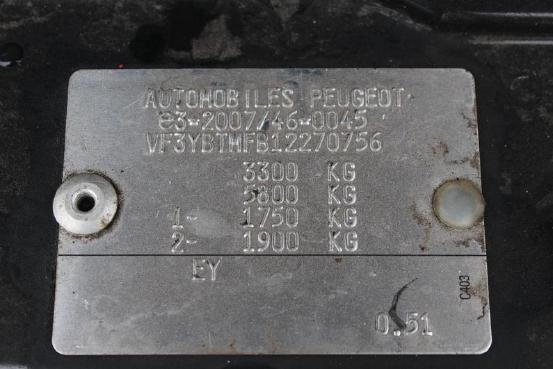 AUTOMOBILES PEUGEOT
e3*2007/46*0045
VF3YBTMFB12270756
3300 KG
5800 KG
1- 1750 KG
2- 1900 KG
EY
C403
0.51